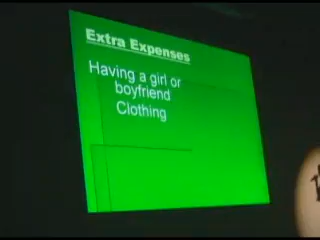 Extra Expenses
Having a girl or
boyfriend
Clothing